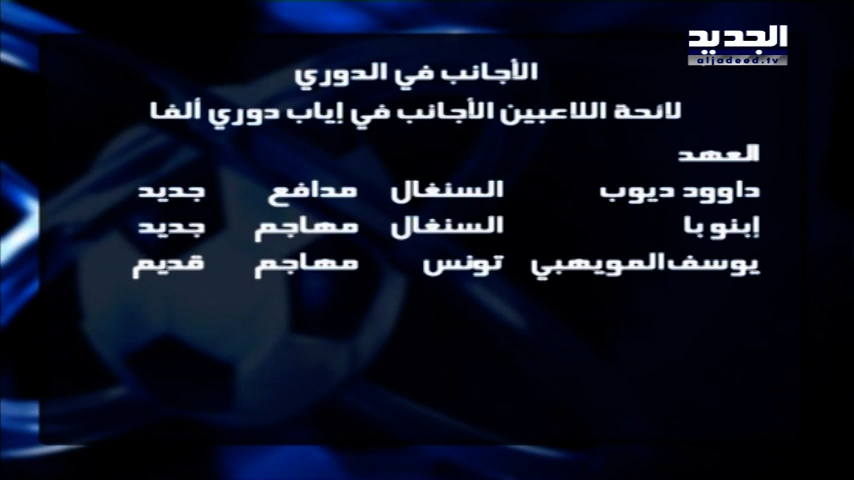 الجديد
aljadeed.tv
الأجانب في الدوري
لائحة اللاعبين الأجانب في إياب دوري ألفا
العهد
داوود ديوب السنغال مدافع جديد
إبنو با السنغال مهاجم جديد
يوسف المويهبي تونس مهاجم قديم